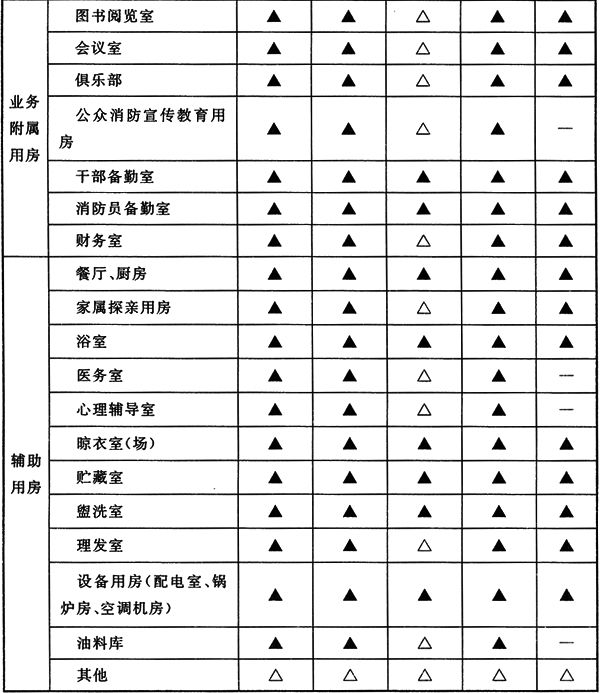 图书阅览室 ▲ ▲ △ ▲ ▲
会议室 ▲ ▲ △ ▲ ▲
俱乐部 ▲ ▲ △ ▲ ▲
业务
附属
用房
公众消防宣传教育用
房 ▲ ▲ △ ▲ —
干部备勤室 ▲ ▲ ▲ ▲ ▲
消防员备勤室 ▲ ▲ ▲ ▲ ▲
财务室 ▲ ▲ △ ▲ ▲
餐厅、厨房 ▲ ▲ ▲ ▲ ▲
家属探亲用房 ▲ ▲ △ ▲ ▲
浴室 ▲ ▲ ▲ ▲ ▲
医务室 ▲ ▲ △ ▲ —
心理辅导室 ▲ ▲ △ ▲ —
晾衣室(场) ▲ ▲ ▲ ▲ ▲
辅助
用房
贮藏室 ▲ ▲ ▲ ▲ ▲
盥洗室 ▲ ▲ ▲ ▲ ▲
理发室 ▲ ▲ △ ▲ ▲
设备用房(配电室、锅
炉房、空调机房) ▲ ▲ ▲ ▲ ▲
油料库 ▲ ▲ △ ▲ —
其他 △ △ △ △ △